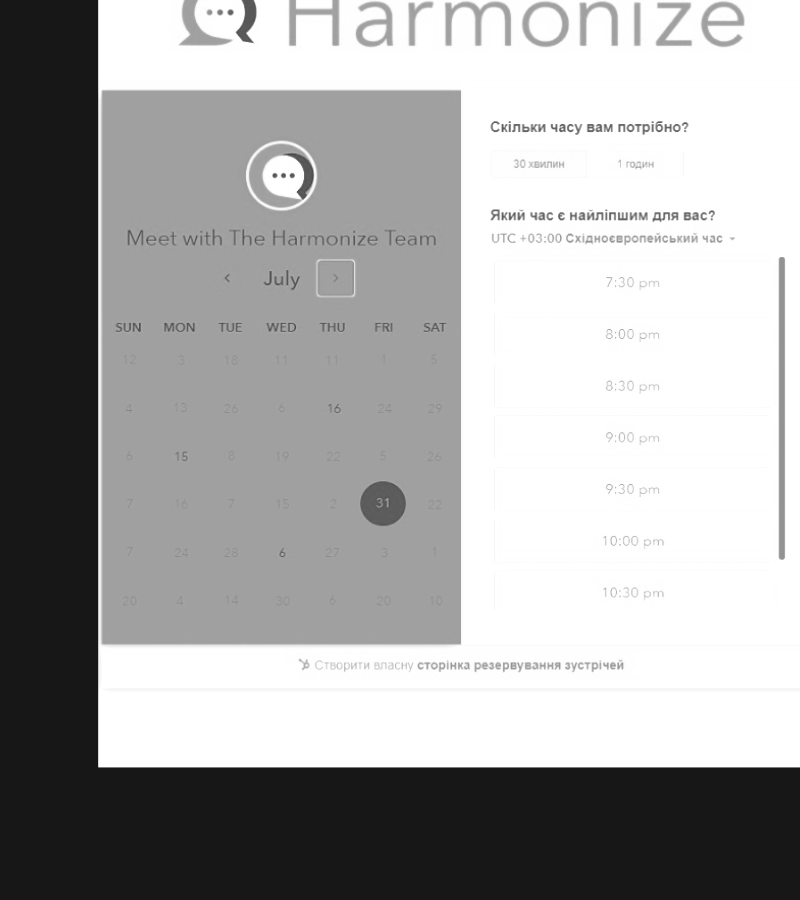 Harmonize
Meet with The Harmonize Team
July
SUN MON TUE WED THU FRI SAT
12 3 18 11 11 1 5
4 13 26 6 16 24 29
6 15 8 19 22 5 26
7 16 7 15 2 31 22
7 24 28 6 27 3 1
20 4 14 30 6 20 10
Скільки часу вам потрібно?
30 хвилин 1 годин
Який час є найліпшим для вас?
UTC +03:00 Східноєвропейський час
7:30 pm
8:00 pm
8:30 pm
9:00 pm
9:30 pm
10:00 pm
10:30 pm
Створити власну сторінка резервування зустрічей